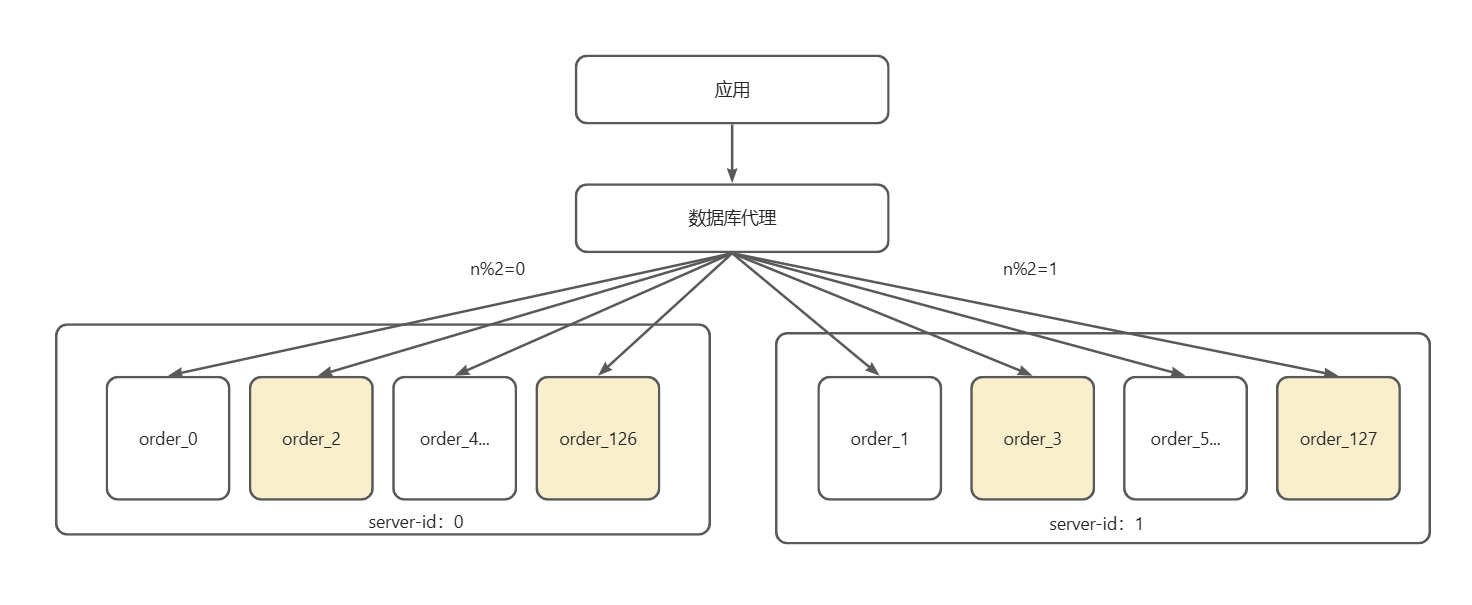 应用
数据库代理
n%2=0
n%2=1
order_0
order_2
order_4...
order_126
order_1
order_3
order_5...
order_127
server-id：0
server-id：1